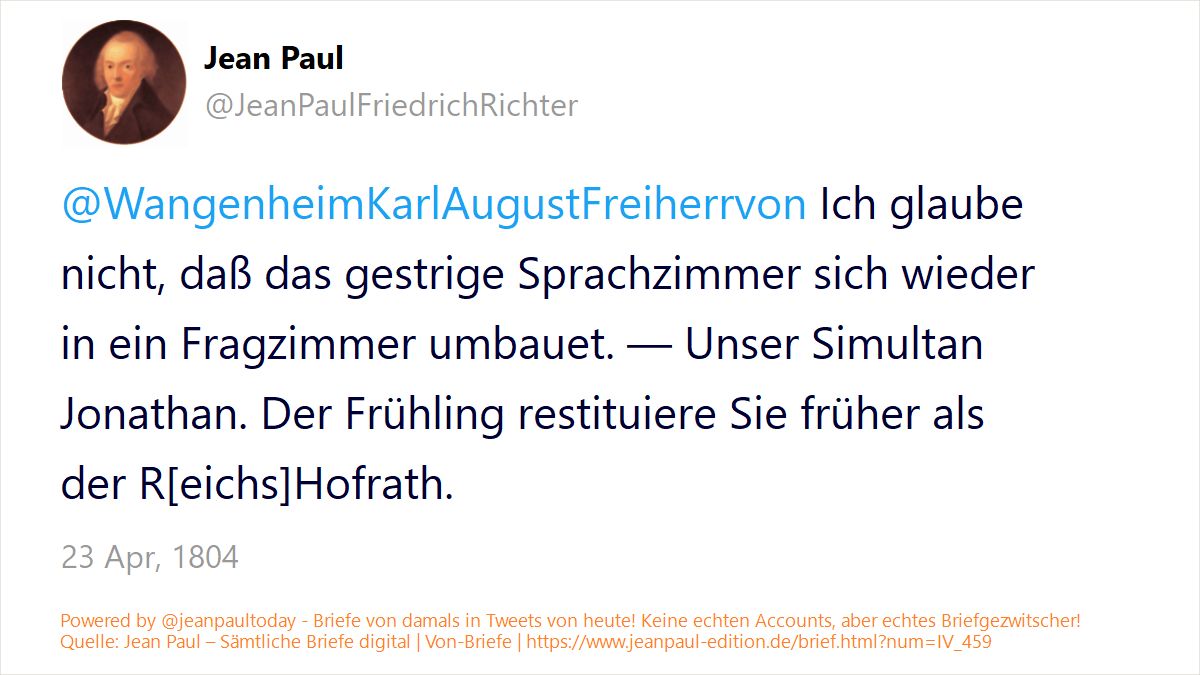 Jean Paul
@JeanPaulFriedrichRichter
@WangenheimKarlAugustFreiherrvon Ich glaube
nicht, daß das gestrige Sprachzimmer sich wieder
in ein Fragzimmer umbauet. — Unser Simultan
Jonathan. Der Frühling restituiere Sie früher als
der R[eichs]Hofrath.
23 Apr, 1804
Powered by @jeanpaultoday - Briefe von damals in Tweets von heute! Keine echten Accounts, aber echtes Briefgezwitscher!
Quelle: Jean Paul – Sämtliche Briefe digital | Von-Briefe | https://www.jeanpaul-edition.de/brief.html?num=IV_459